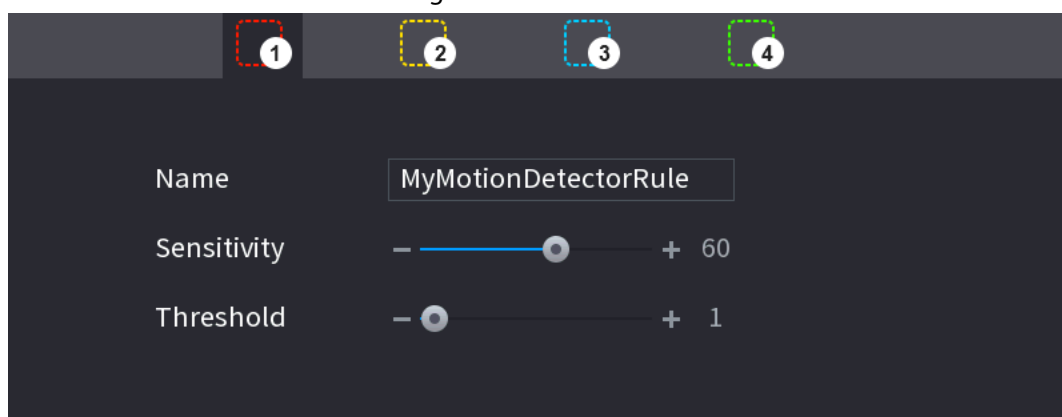 1 2 3 4
Name MyMotionDetectorRule
Sensitivity − + 60
Threshold − + 1